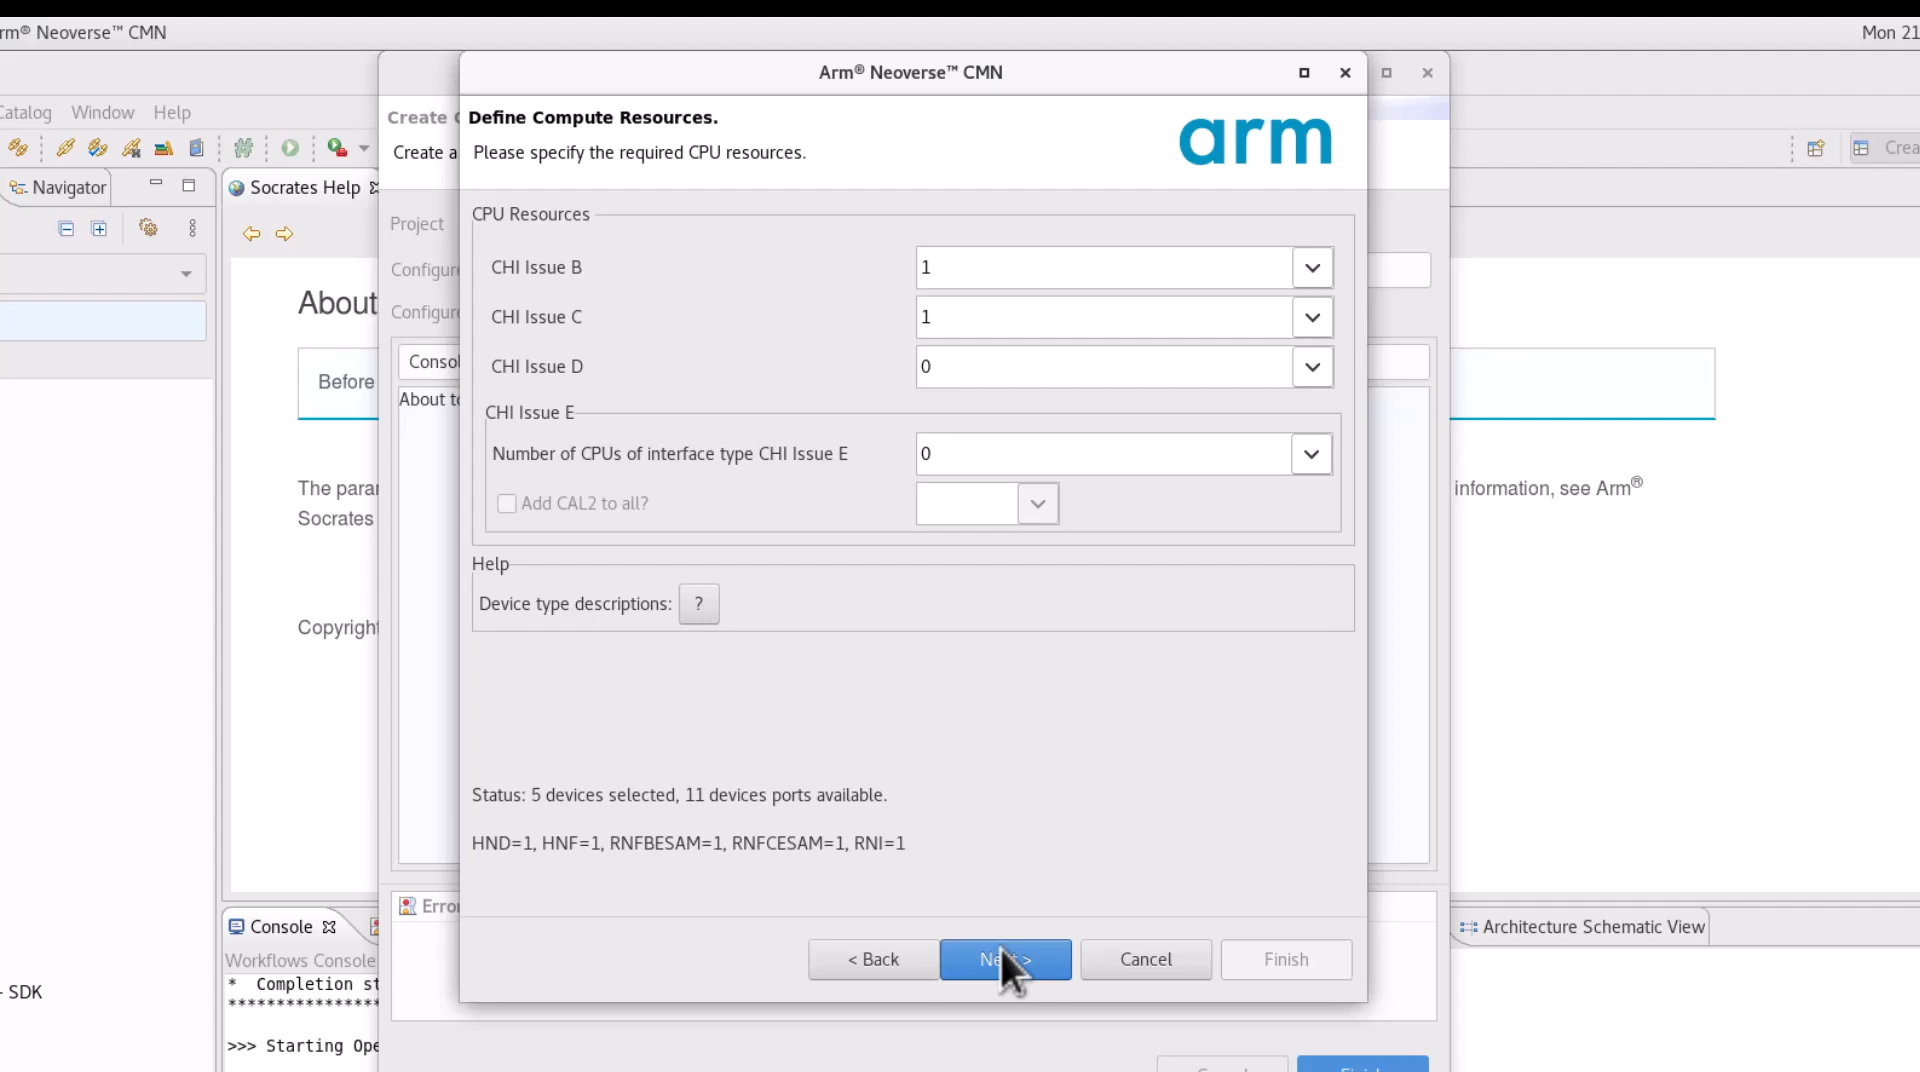 rm® Neoverse™ CMN
Mon 21
Arm® Neoverse™ CMN
Catalog Window Help
Create
Define Compute Resources.
arm
Create a
Please specify the required CPU resources.
Crea
Navigator
Socrates Help
CPU Resources
Project
CHI Issue B 1
Configure
About
CHI Issue C 1
Configure
CHI Issue D 0
Consol
Before
About to
CHI Issue E
Number of CPUs of interface type CHI Issue E 0
The para
information, see Arm®
Add CAL2 to all?
Socrates
Help
Device type descriptions: ?
Copyright
Status: 5 devices selected, 11 devices ports available.
HND=1, HNF=1, RNFBESAM=1, RNFCESAM=1, RNI=1
Error
Console
Architecture Schematic View
Workflows Console
< Back
Next >
Cancel
Finish
* Completion st
- SDK
****************
>>> Starting Ope